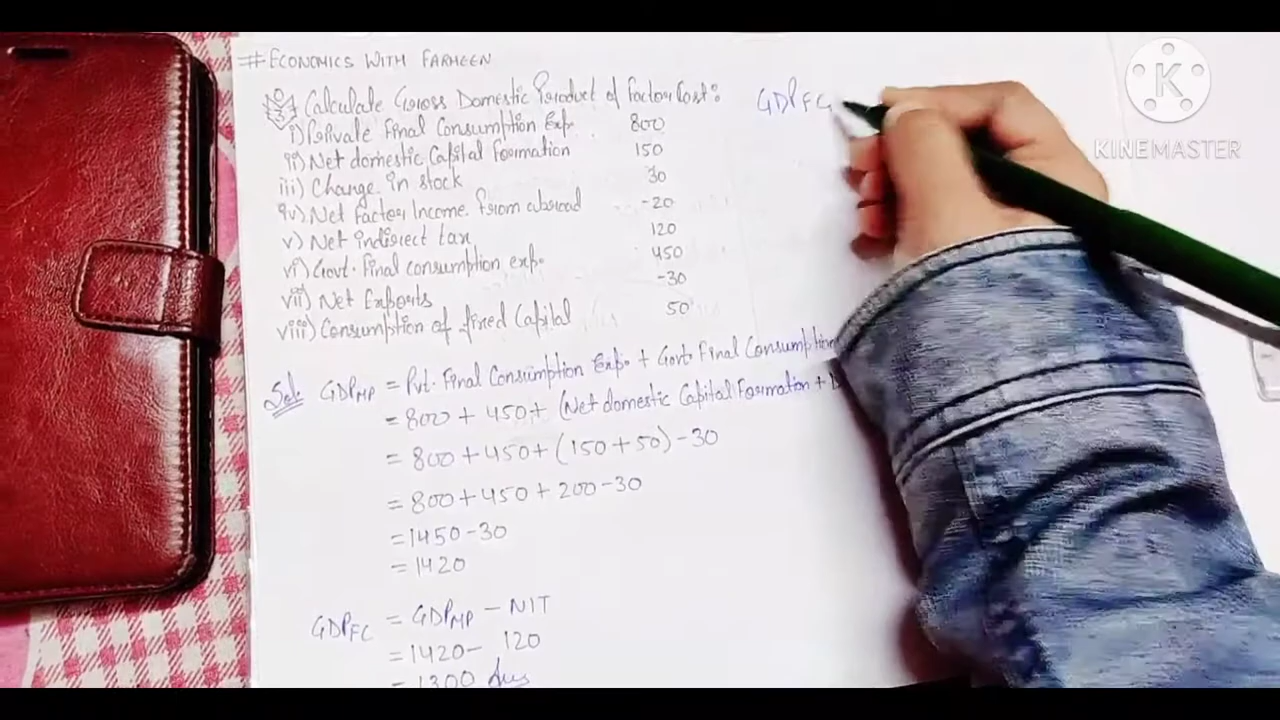 # ECONOMICS WITH FARHEEN
Q3 Calculate Gross Domestic Product of Factor Cost:
i) Private Final Consumption Exp. 800
ii) Net domestic Capital formation 150
iii) Change in stock 30
iv) Net Factor Income from abroad -20
v) Net indirect tax 120
vi) Govt. final consumption exp. 450
vii) Net Exports -30
viii) Consumption of fixed Capital 50
GDPFC
Sol: GDPMP = Pvt. Final Consumption Exp. + Govt. Final Consumption
= 800 + 450 + (Net domestic Capital Formation +
= 800 + 450 + (150 + 50) - 30
= 800 + 450 + 200 - 30
= 1450 - 30
= 1420
GDPFC = GDPMP - NIT
= 1420 - 120
= 1300 Ans
K
KINEMASTER